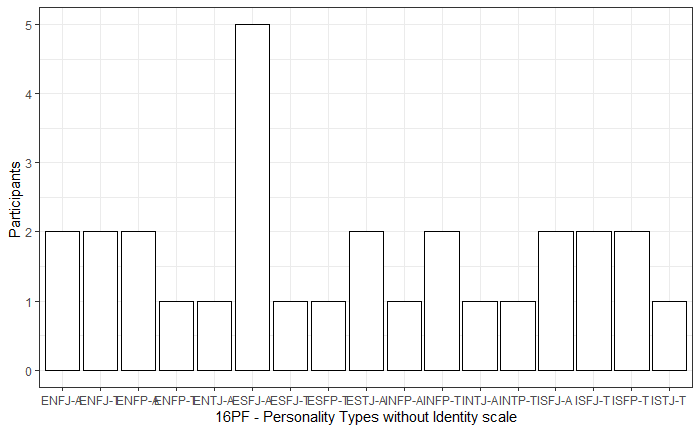 5
4
3
2
1
0
Participants
ENFJ-A ENFJ-T ENFP-A ENFP-T ENTJ-A ESFJ-A ESFJ-T ESFP-T ESTJ-A INFP-A INFP-T INTJ-A INTP-T ISFJ-A ISFJ-T ISFP-T ISTJ-T
16PF - Personality Types without Identity scale